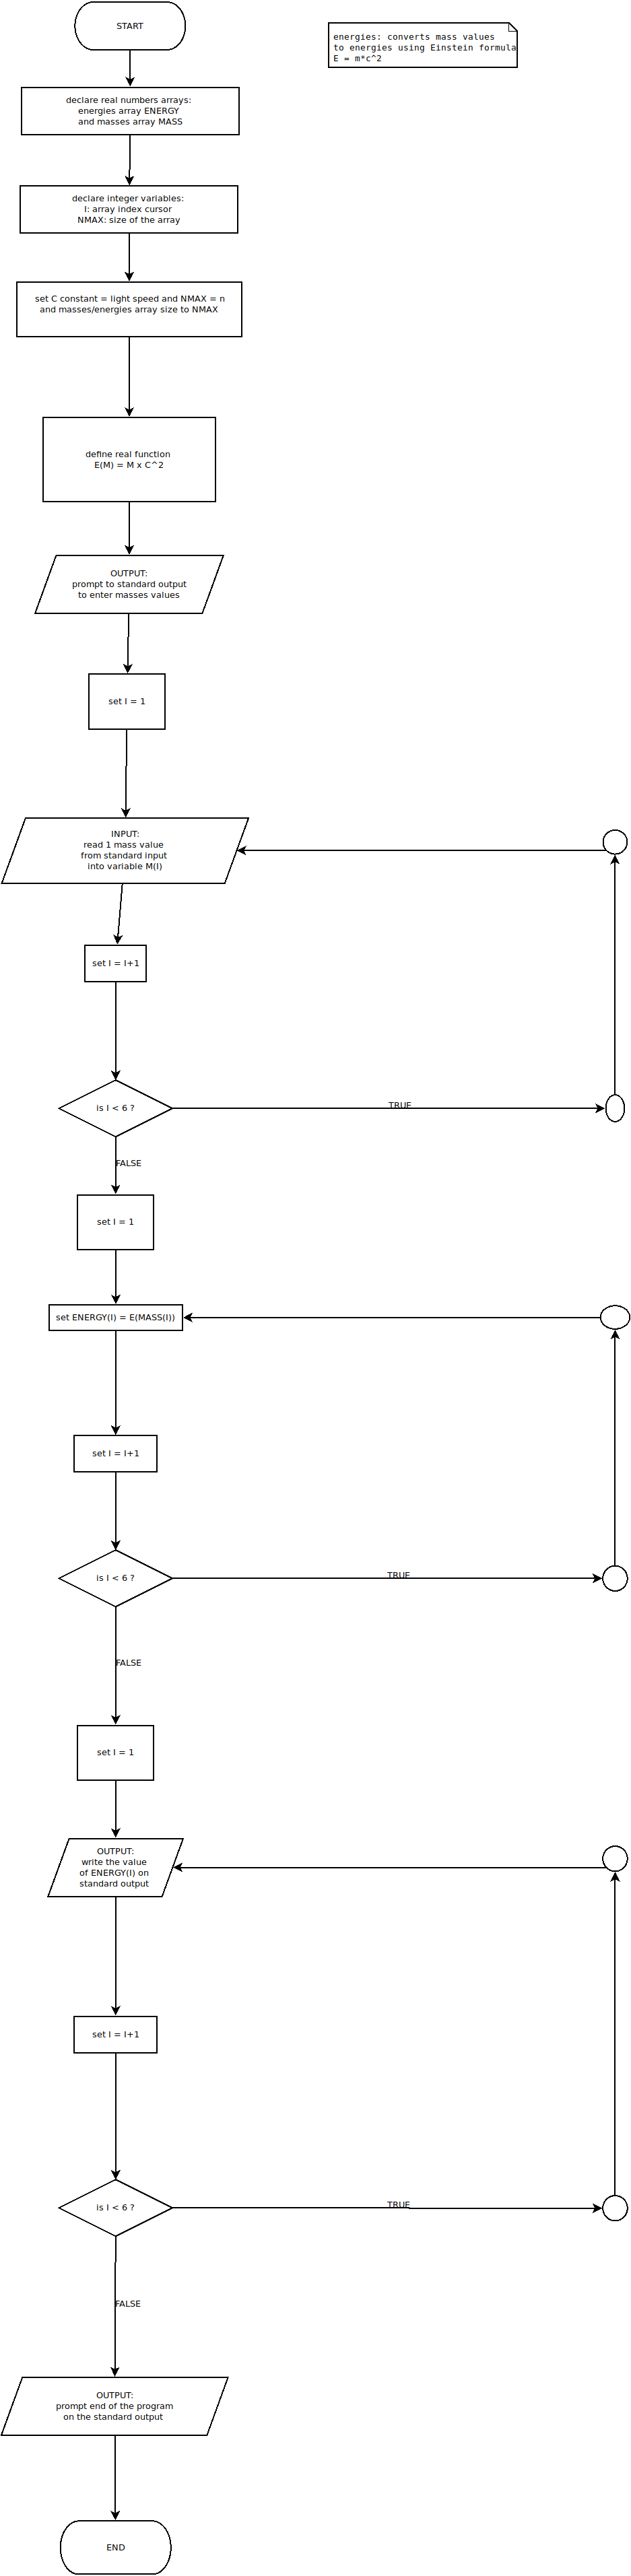 START
energies: converts mass values
to energies using Einstein formula
E = m*c^2
declare real numbers arrays:
energies array ENERGY
and masses array MASS
declare integer variables:
I: array index cursor
NMAX: size of the array
set C constant = light speed and NMAX = n
and masses/energies array size to NMAX
define real function
E(M) = M x C^2
OUTPUT:
prompt to standard output
to enter masses values
set I = 1
INPUT:
read 1 mass value
from standard input
into variable M(I)
set I = I+1
is I < 6 ?
TRUE
FALSE
set I = 1
set ENERGY(I) = E(MASS(I))
set I = I+1
is I < 6 ?
TRUE
FALSE
set I = 1
OUTPUT:
write the value
of ENERGY(I) on
standard output
set I = I+1
is I < 6 ?
TRUE
FALSE
OUTPUT:
prompt end of the program
on the standard output
END